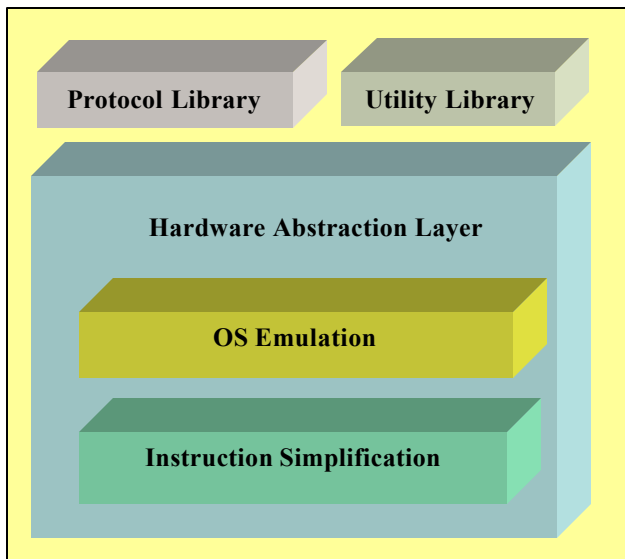 Protocol Library
Utility Library
Hardware Abstraction Layer
OS Emulation
Instruction Simplification